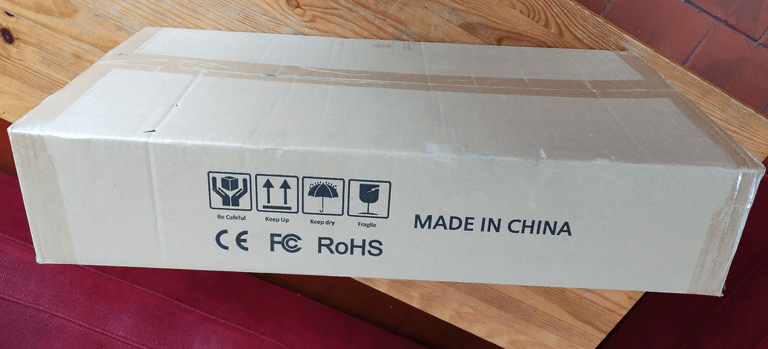 Be Careful Keep Up Keep dry Fragile
CE FC RoHS
MADE IN CHINA